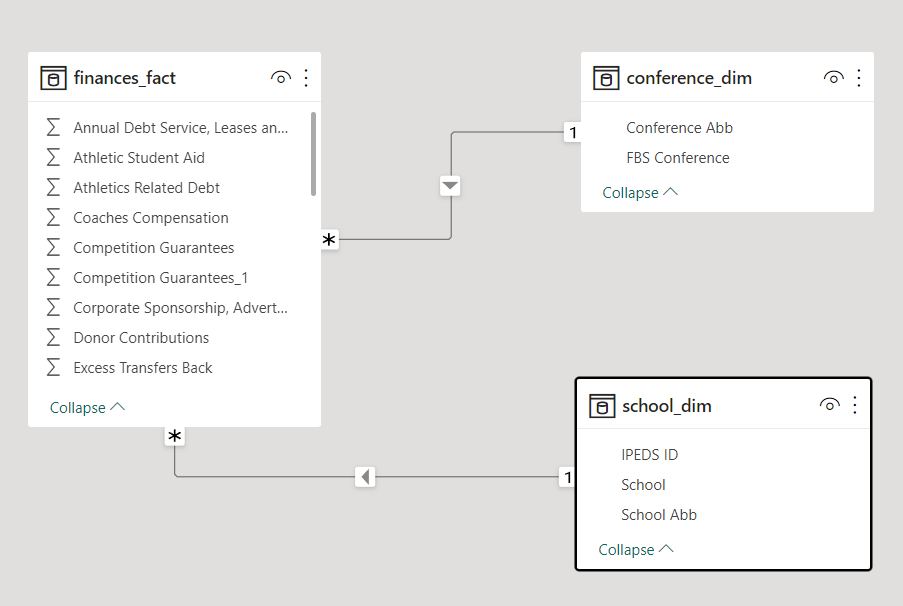 finances_fact
Annual Debt Service, Leases an...
Athletic Student Aid
Athletics Related Debt
Coaches Compensation
Competition Guarantees
Competition Guarantees_1
Corporate Sponsorship, Advert...
Donor Contributions
Excess Transfers Back
Collapse
*
*
conference_dim
1
Conference Abb
FBS Conference
Collapse
school_dim
1
IPEDS ID
School
School Abb
Collapse